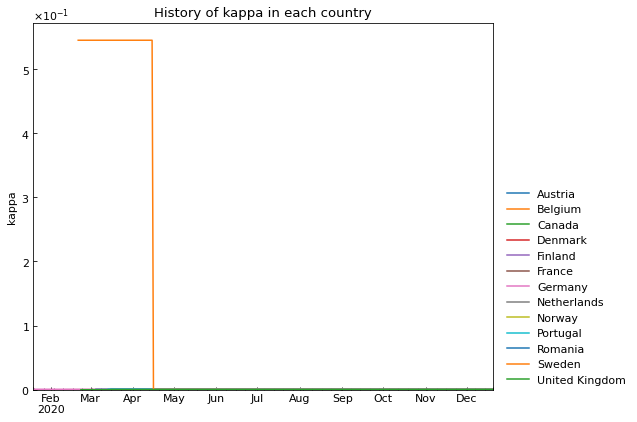 History of kappa in each country
×10⁻¹
5
4
3
2
1
0
kappa
Feb
2020
Mar
Apr
May
Jun
Jul
Aug
Sep
Oct
Nov
Dec
Austria
Belgium
Canada
Denmark
Finland
France
Germany
Netherlands
Norway
Portugal
Romania
Sweden
United Kingdom